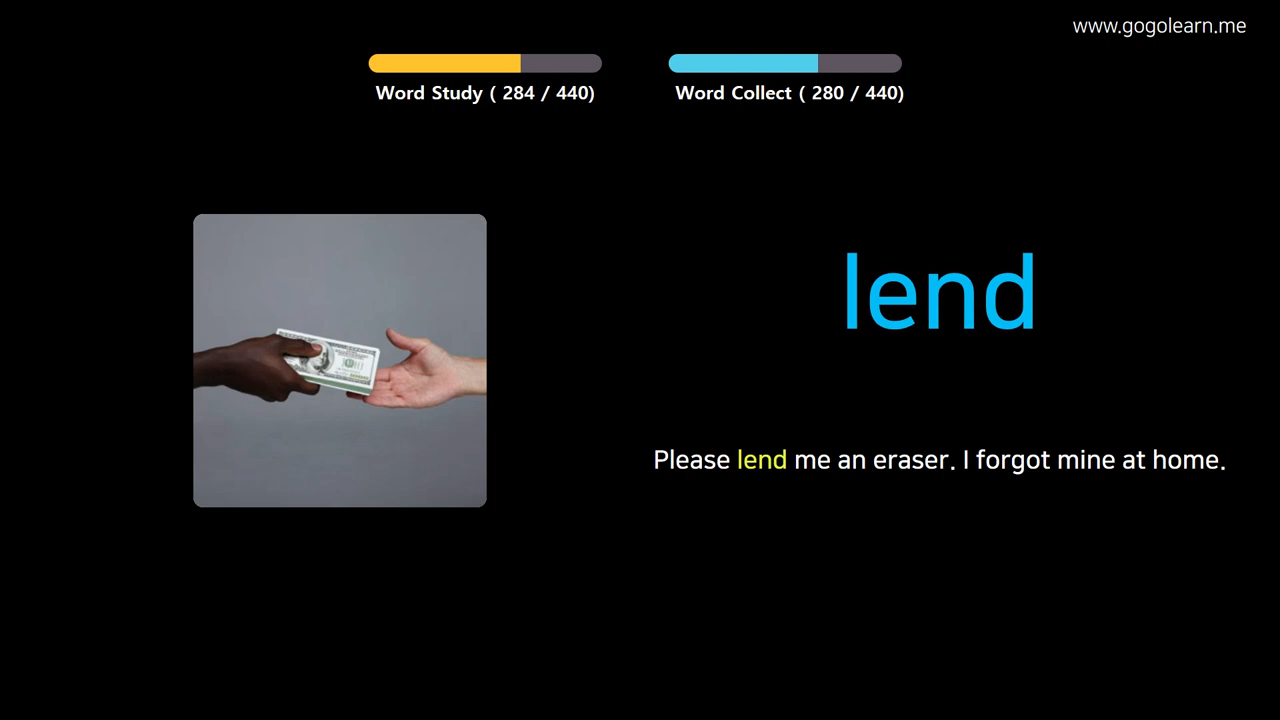 www.gogolearn.me
Word Study ( 284 / 440)
Word Collect ( 280 / 440)
lend
Please lend me an eraser. I forgot mine at home.